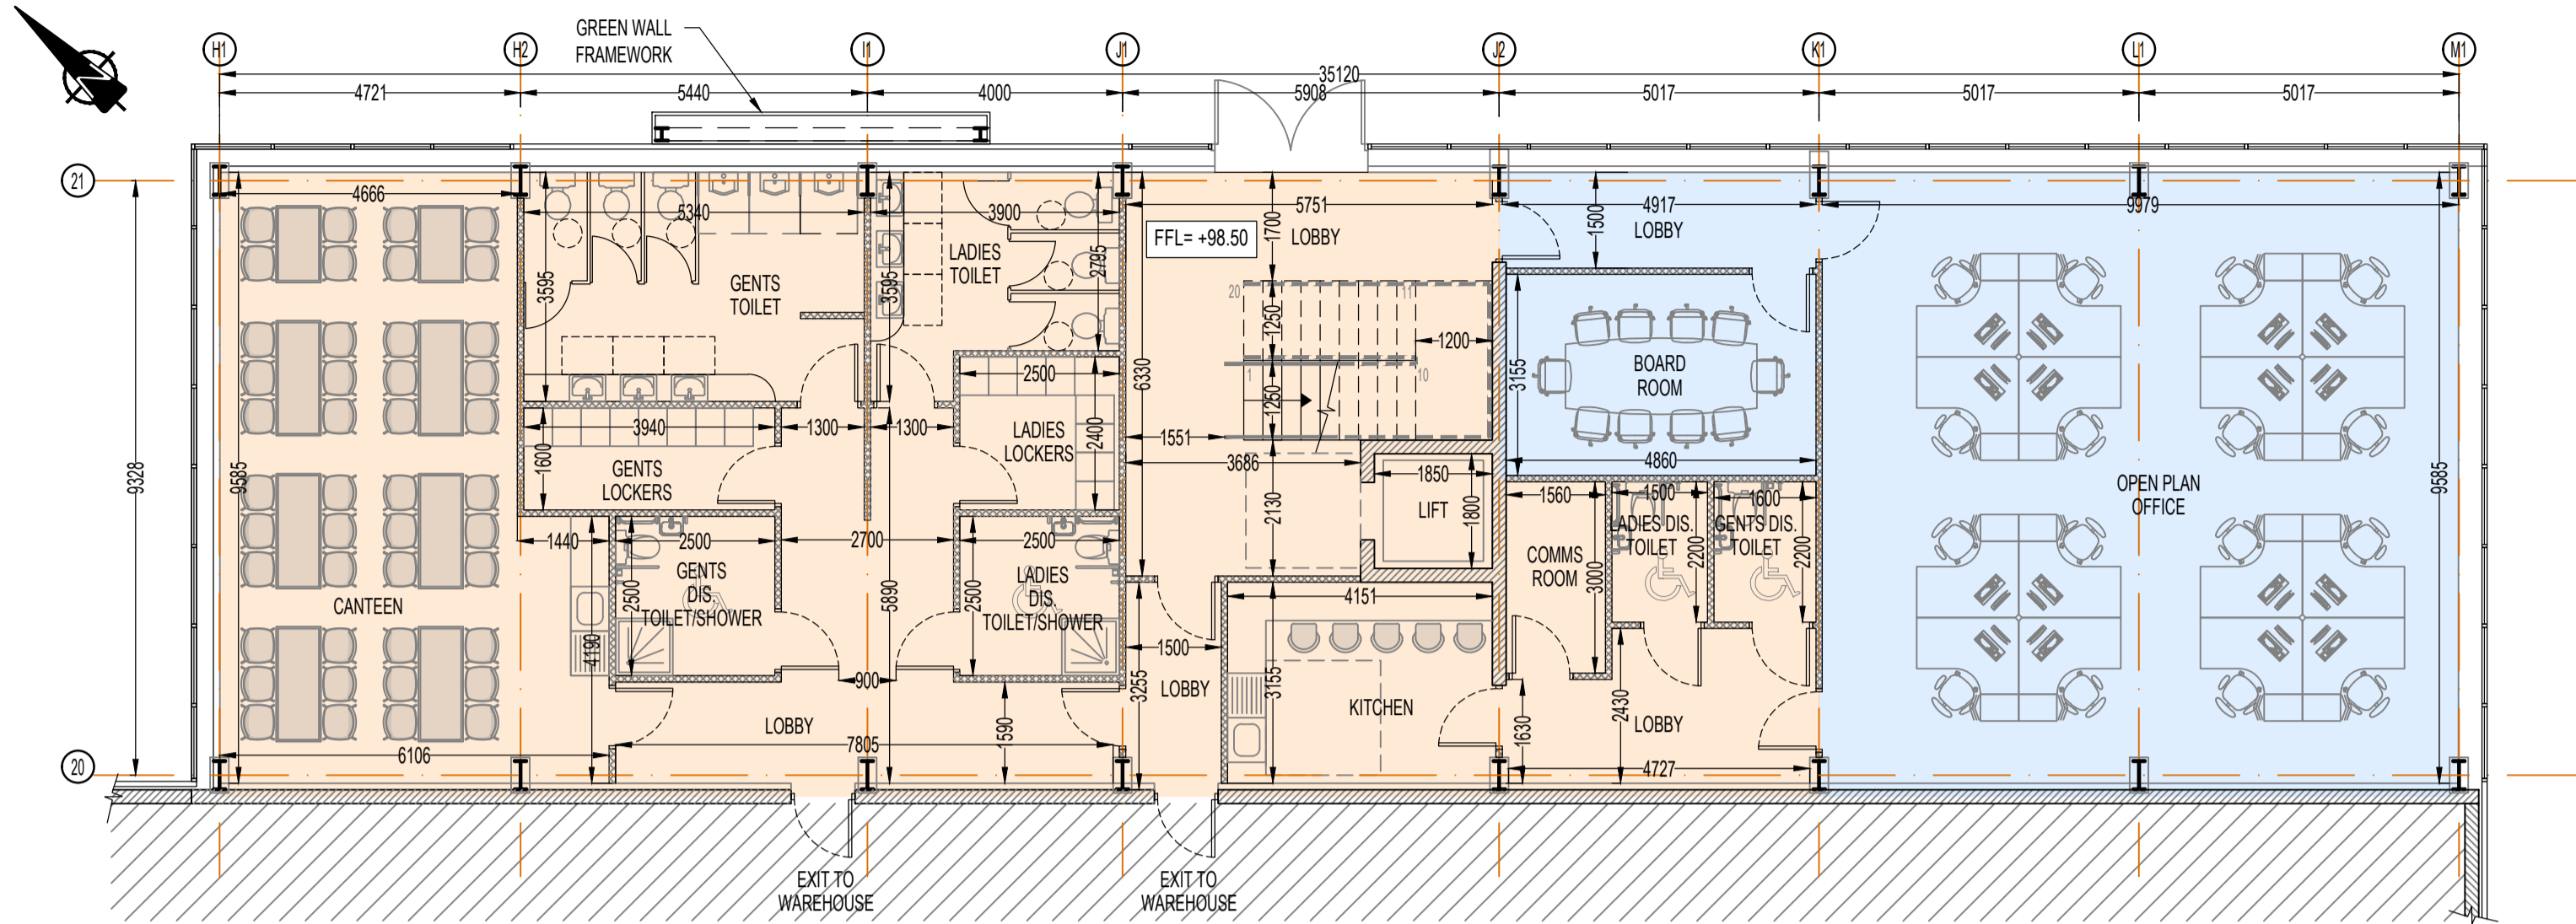 GREEN WALL
FRAMEWORK
H1
H2
I1
J1
J2
K1
L1
M1
35120
4721
5440
4000
5908
5017
5017
5017
21
20
9328
4666
5340
3900
5751
4917
9979
FFL= +98.50
1700
LOBBY
1500
LOBBY
3595
GENTS
TOILET
3595
LADIES
TOILET
2795
20
11
1250
1200
1
10
1250
6330
3155
BOARD
ROOM
4860
9585
2500
LADIES
LOCKERS
2400
3940
1300
1300
1600
GENTS
LOCKERS
1551
3686
2130
1850
LIFT
1800
1560
COMMS
ROOM
3000
1500
LADIES DIS.
TOILET
2200
1600
GENTS DIS.
TOILET
2200
OPEN PLAN
OFFICE
9585
1440
2500
GENTS
DIS.
TOILET/SHOWER
2500
2700
5890
2500
LADIES
DIS.
TOILET/SHOWER
2500
CANTEEN
4190
900
6106
LOBBY
7805
1590
1500
3255
LOBBY
4151
3155
KITCHEN
1630
2430
LOBBY
4727
EXIT TO
WAREHOUSE
EXIT TO
WAREHOUSE